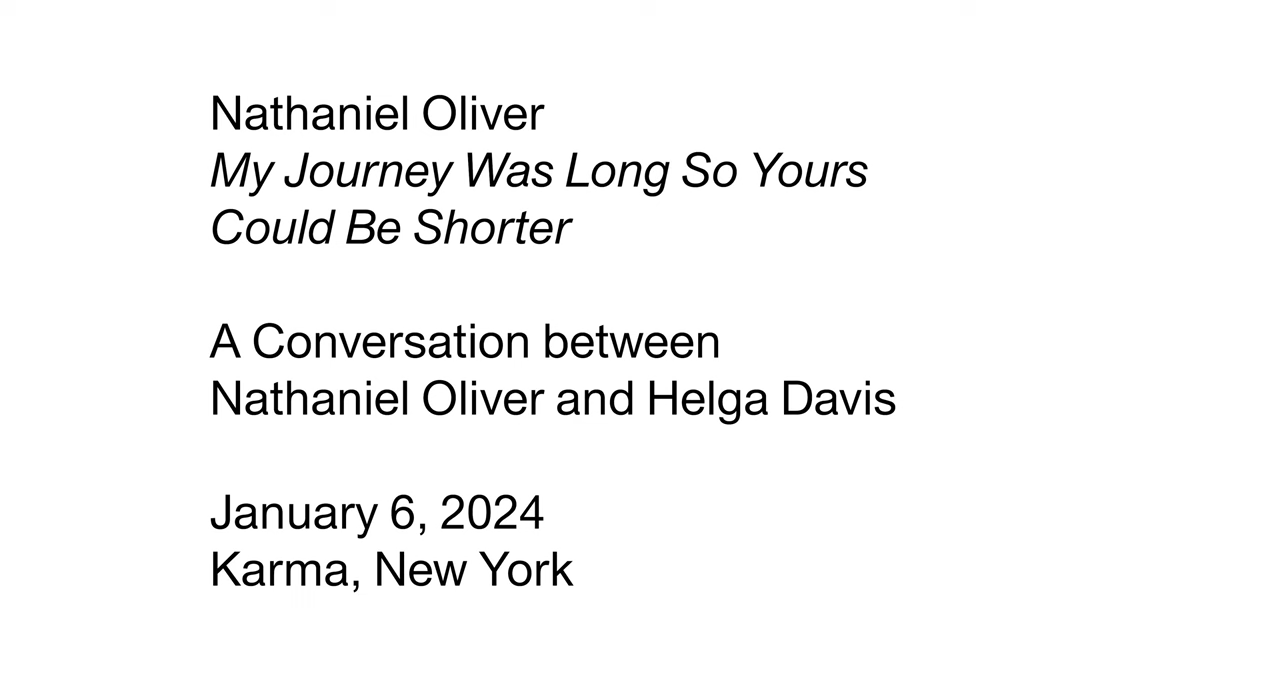 Nathaniel Oliver
My Journey Was Long So Yours
Could Be Shorter
A Conversation between
Nathaniel Oliver and Helga Davis
January 6, 2024
Karma, New York